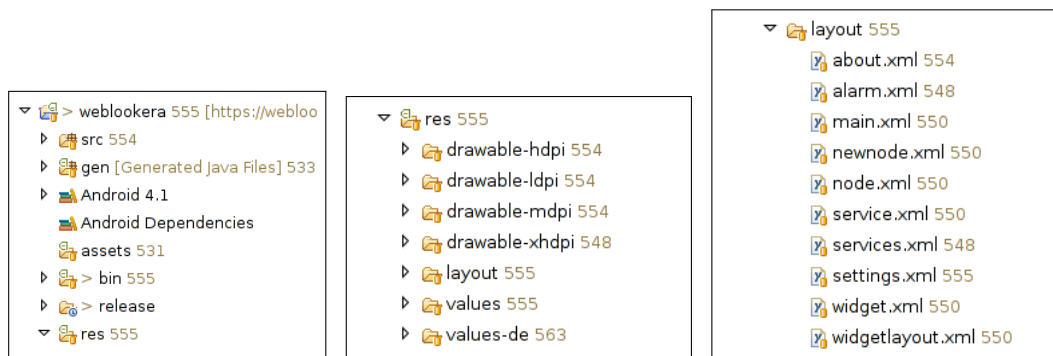 > weblookera 555 [https://webloo
src 554
gen [Generated Java Files] 533
Android 4.1
Android Dependencies
assets 531
> bin 555
> release
res 555
res 555
drawable-hdpi 554
drawable-ldpi 554
drawable-mdpi 554
drawable-xhdpi 548
layout 555
values 555
values-de 563
layout 555
about.xml 554
alarm.xml 548
main.xml 550
newnode.xml 550
node.xml 550
service.xml 550
services.xml 548
settings.xml 555
widget.xml 550
widgetlayout.xml 550